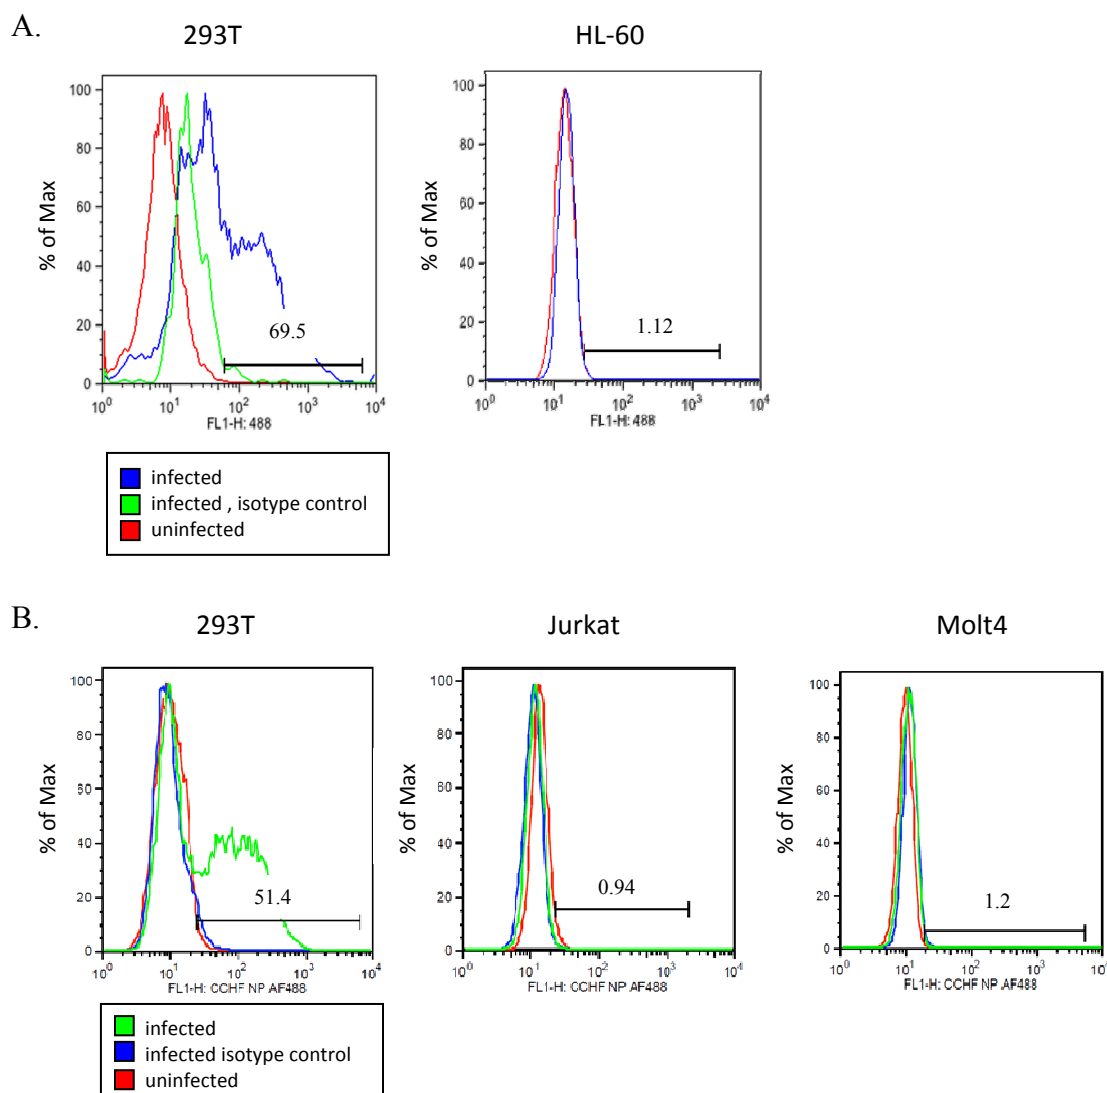 A.
293T
HL-60
% of Max
100
80
60
40
20
0
69.5
10^0 10^1 10^2 10^3 10^4
FL1-H: 488
% of Max
100
80
60
40
20
0
1.12
10^0 10^1 10^2 10^3 10^4
FL1-H: 488
infected
infected , isotype control
uninfected
B.
293T
Jurkat
Molt4
% of Max
100
80
60
40
20
0
51.4
10^0 10^1 10^2 10^3 10^4
FL1-H: CCHF NP AF488
% of Max
100
80
60
40
20
0
0.94
10^0 10^1 10^2 10^3 10^4
FL1-H: CCHF NP AF488
% of Max
100
80
60
40
20
0
1.2
10^0 10^1 10^2 10^3 10^4
FL1-H: CCHF NP AF488
infected
infected isotype control
uninfected